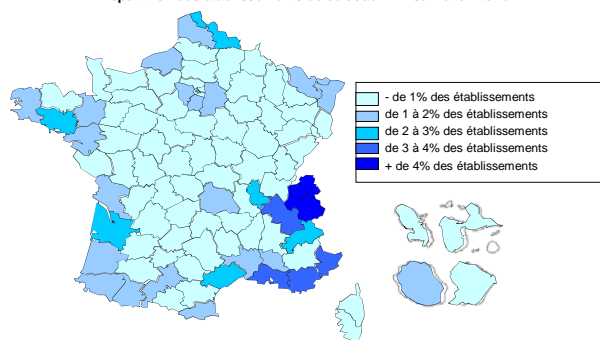 - de 1% des établissements
de 1 à 2% des établissements
de 2 à 3% des établissements
de 3 à 4% des établissements
+ de 4% des établissements